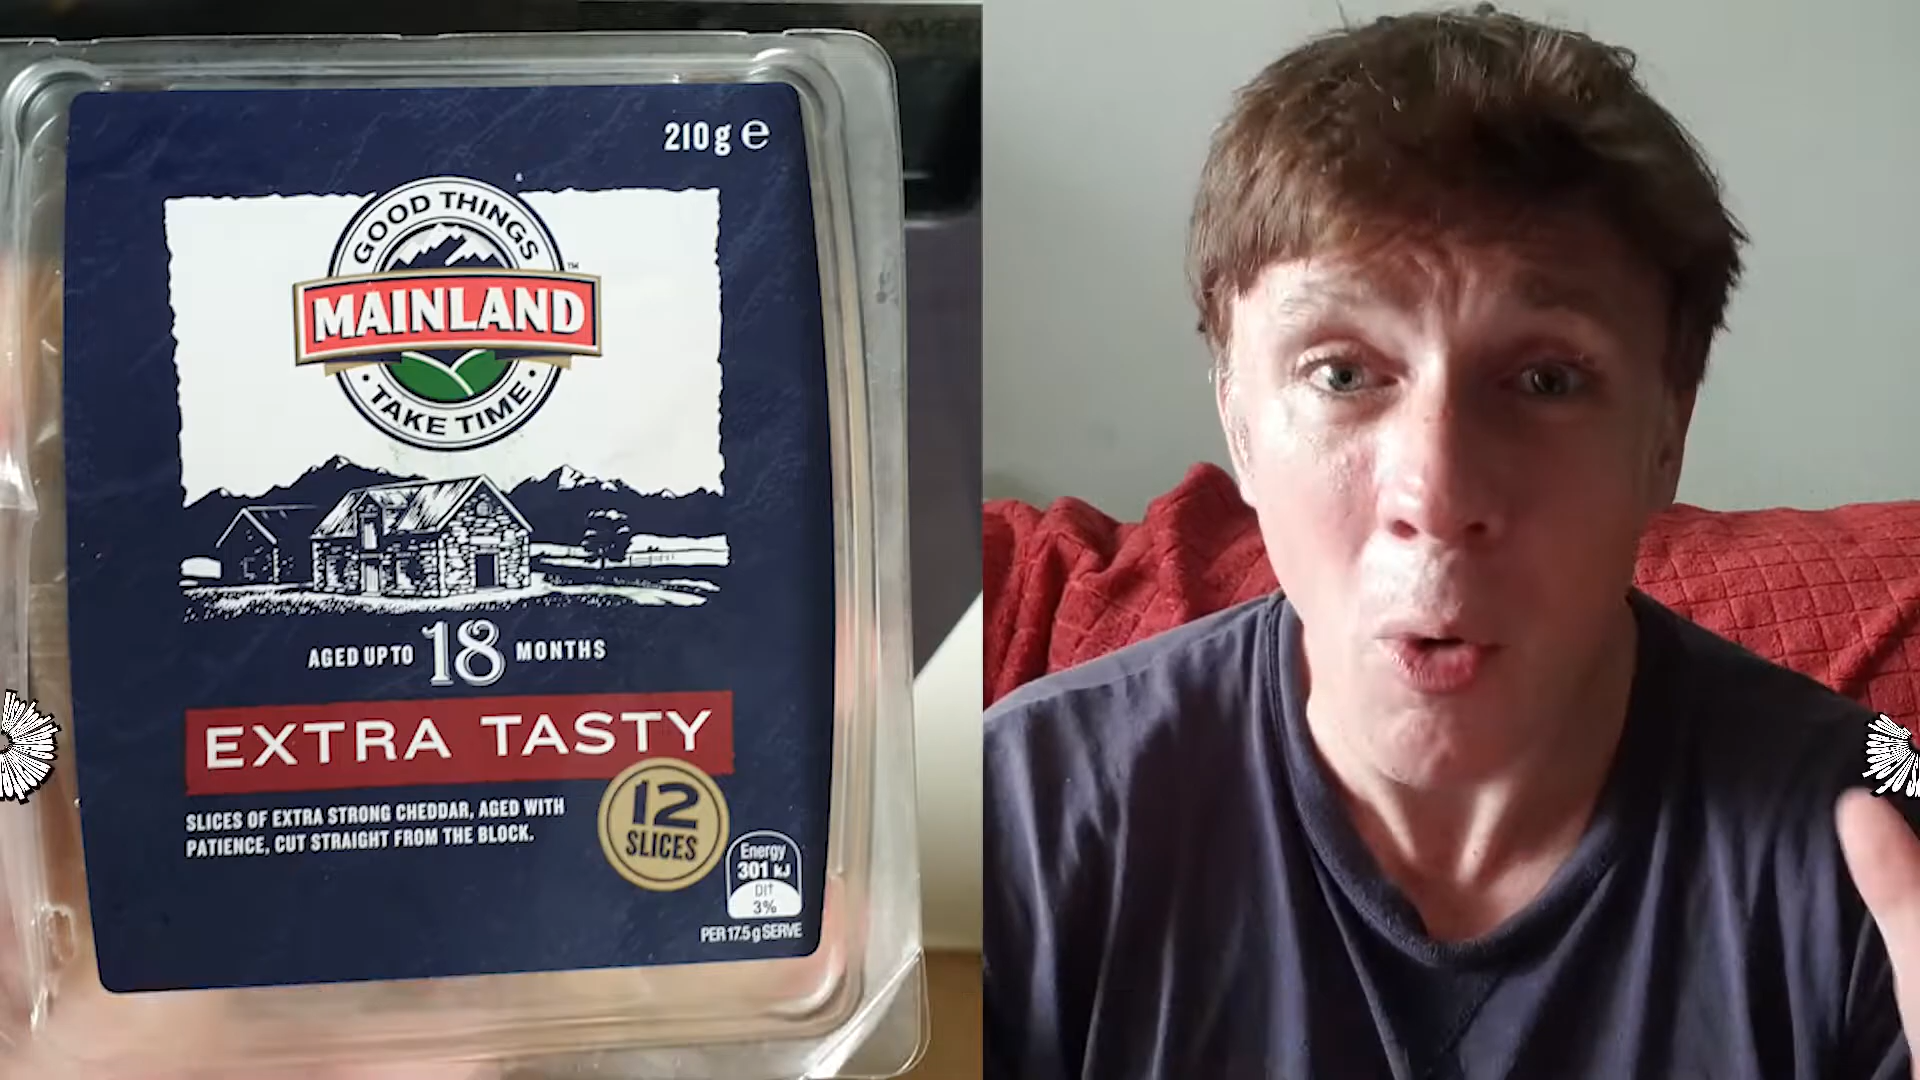 210g e
GOOD THINGS
MAINLAND™
• TAKE TIME •
AGED UP TO 18 MONTHS
EXTRA TASTY
SLICES OF EXTRA STRONG CHEDDAR, AGED WITH
PATIENCE, CUT STRAIGHT FROM THE BLOCK.
12
SLICES
Energy
301 kJ
DI†
3%
PER 17.5g SERVE